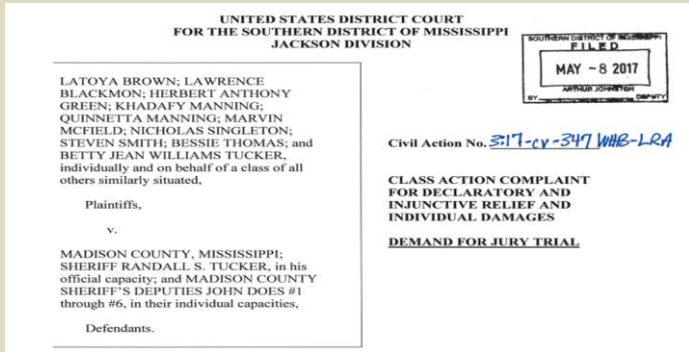 UNITED STATES DISTRICT COURT
FOR THE SOUTHERN DISTRICT OF MISSISSIPPI
JACKSON DIVISION
SOUTHERN DISTRICT OF MISSISSIPPI
FILED
MAY -8 2017
ARTHUR JOHNSTON
BY DEPUTY
LATOYA BROWN; LAWRENCE
BLACKMON; HERBERT ANTHONY
GREEN; KHADAFY MANNING;
QUINNETTA MANNING; MARVIN
MCFIELD; NICHOLAS SINGLETON;
STEVEN SMITH; BESSIE THOMAS; and
BETTY JEAN WILLIAMS TUCKER,
individually and on behalf of a class of all
others similarly situated,
Plaintiffs,
v.
MADISON COUNTY, MISSISSIPPI;
SHERIFF RANDALL S. TUCKER, in his
official capacity; and MADISON COUNTY
SHERIFF'S DEPUTIES JOHN DOES #1
through #6, in their individual capacities,
Defendants.
Civil Action No. 3:17-cv-347 WHB-LRA
CLASS ACTION COMPLAINT
FOR DECLARATORY AND
INJUNCTIVE RELIEF AND
INDIVIDUAL DAMAGES
DEMAND FOR JURY TRIAL